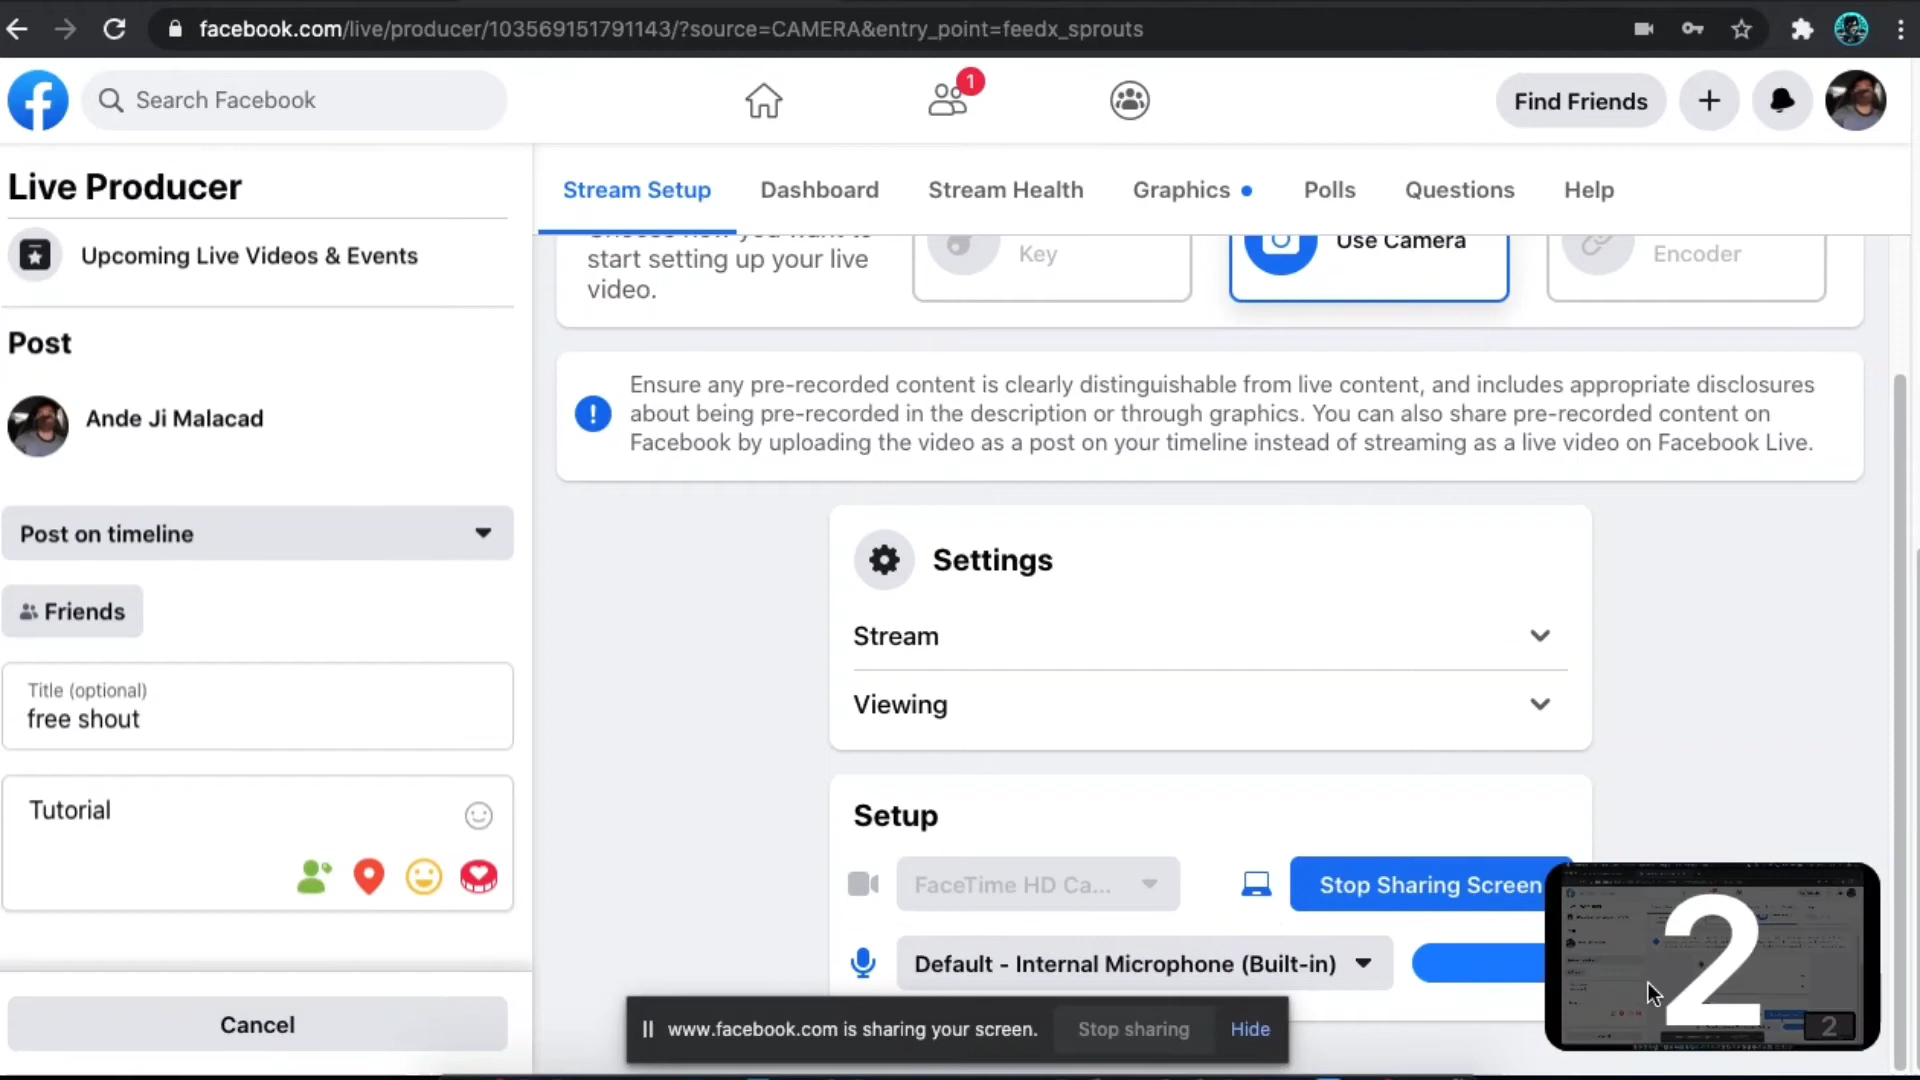 facebook.com/live/producer/103569151791143/?source=CAMERA&entry_point=feedx_sprouts
Search Facebook
1
Find Friends
Live Producer
Upcoming Live Videos & Events
Post
Ande Ji Malacad
Post on timeline
Friends
Title (optional)
free shout
Tutorial
Cancel
Stream Setup
Dashboard
Stream Health
Graphics
Polls
Questions
Help
start setting up your live
video.
Key
Use Camera
Encoder
Ensure any pre-recorded content is clearly distinguishable from live content, and includes appropriate disclosures
about being pre-recorded in the description or through graphics. You can also share pre-recorded content on
Facebook by uploading the video as a post on your timeline instead of streaming as a live video on Facebook Live.
Settings
Stream
Viewing
Setup
FaceTime HD Ca...
Stop Sharing Screen
Default - Internal Microphone (Built-in)
www.facebook.com is sharing your screen.
Stop sharing
Hide
2
2